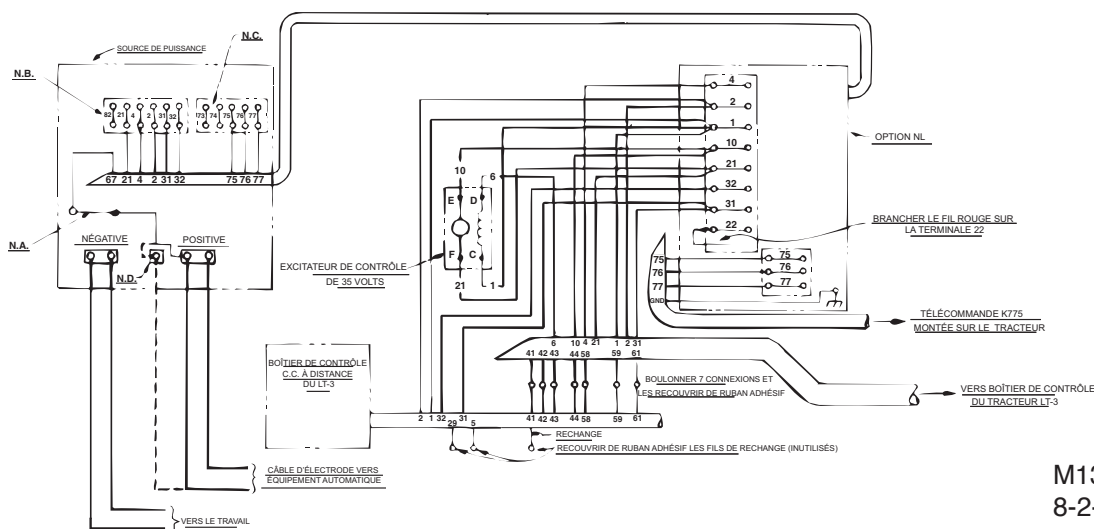 SOURCE DE PUISSANCE
N.C.
N.B.
82 21 4 2 31 32
73 74 75 76 77
67 21 4 2 31 32 75 76 77
N.A.
NÉGATIVE
POSITIVE
N.D.
4
2
1
10
21
32
31
22
OPTION NL
BRANCHER LE FIL ROUGE SUR
LA TERMINALE 22
10 6
E D
F C
21 1
EXCITATEUR DE CONTRÔLE
DE 35 VOLTS
75 75
76 76
77 77
GND
TÉLÉCOMMANDE K775
MONTÉE SUR LE TRACTEUR
6 10 4 21 1 2 31
41 42 43 44 58 59 61
BOÎTIER DE CONTRÔLE
C.C. À DISTANCE
DU LT-3
BOULONNER 7 CONNEXIONS ET
LES RECOUVRIR DE RUBAN ADHÉSIF
VERS BOÎTIER DE CONTRÔLE
DU TRACTEUR LT-3
2 1 32 31 41 42 43 44 58 59 61
29 5
RECHANGE
RECOUVRIR DE RUBAN ADHÉSIF LES FILS DE RECHANGE (INUTILISÉS)
CÂBLE D'ÉLECTRODE VERS
ÉQUIPEMENT AUTOMATIQUE
VERS LE TRAVAIL
M13
8-2-